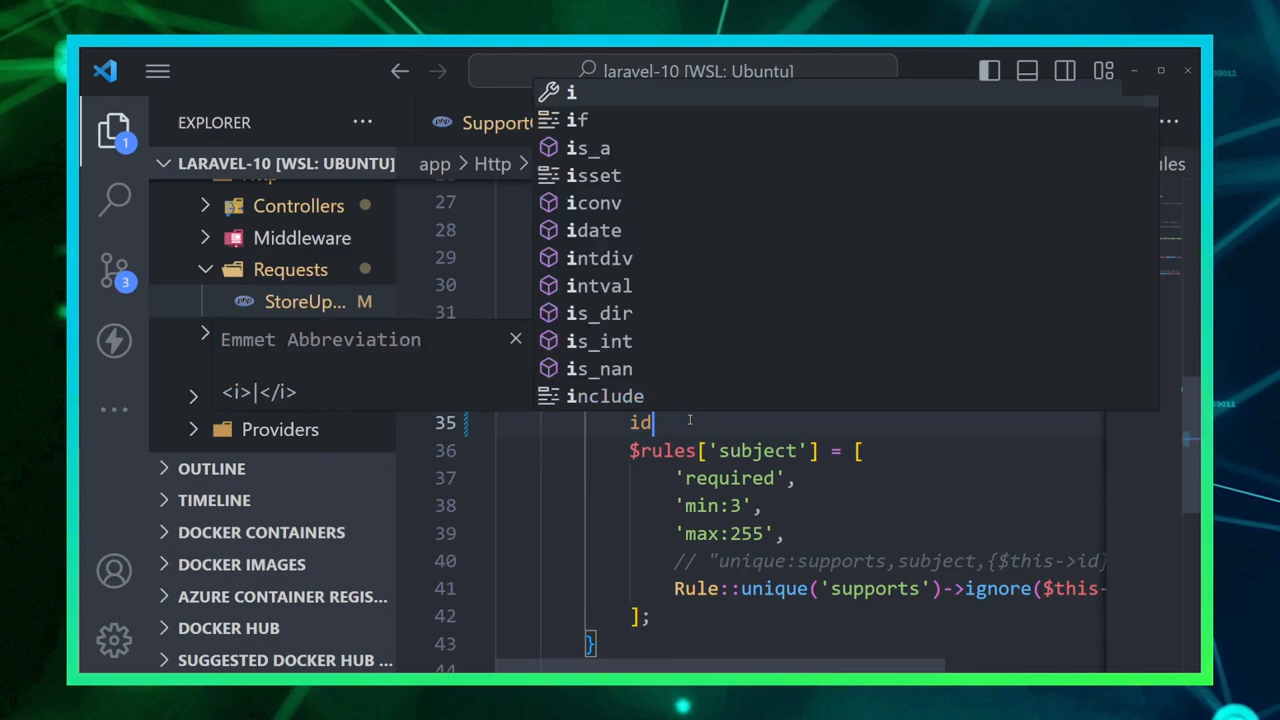 laravel-10 [WSL: Ubuntu]
EXPLORER
LARAVEL-10 [WSL: UBUNTU]
Controllers
Middleware
Requests
StoreUp... M
Emmet Abbreviation
<i>|</i>
Providers
OUTLINE
TIMELINE
DOCKER CONTAINERS
DOCKER IMAGES
AZURE CONTAINER REGIS...
DOCKER HUB
SUGGESTED DOCKER HUB ...
1
3
Support
app > Http >
i
if
is_a
isset
iconv
idate
intdiv
intval
is_dir
is_int
is_nan
include
27
28
29
30
31
35 id
36 $rules['subject'] = [
37 'required',
38 'min:3',
39 'max:255',
40 // "unique:supports,subject,{$this->id}
41 Rule::unique('supports')->ignore($this-
42 ];
43 }
44